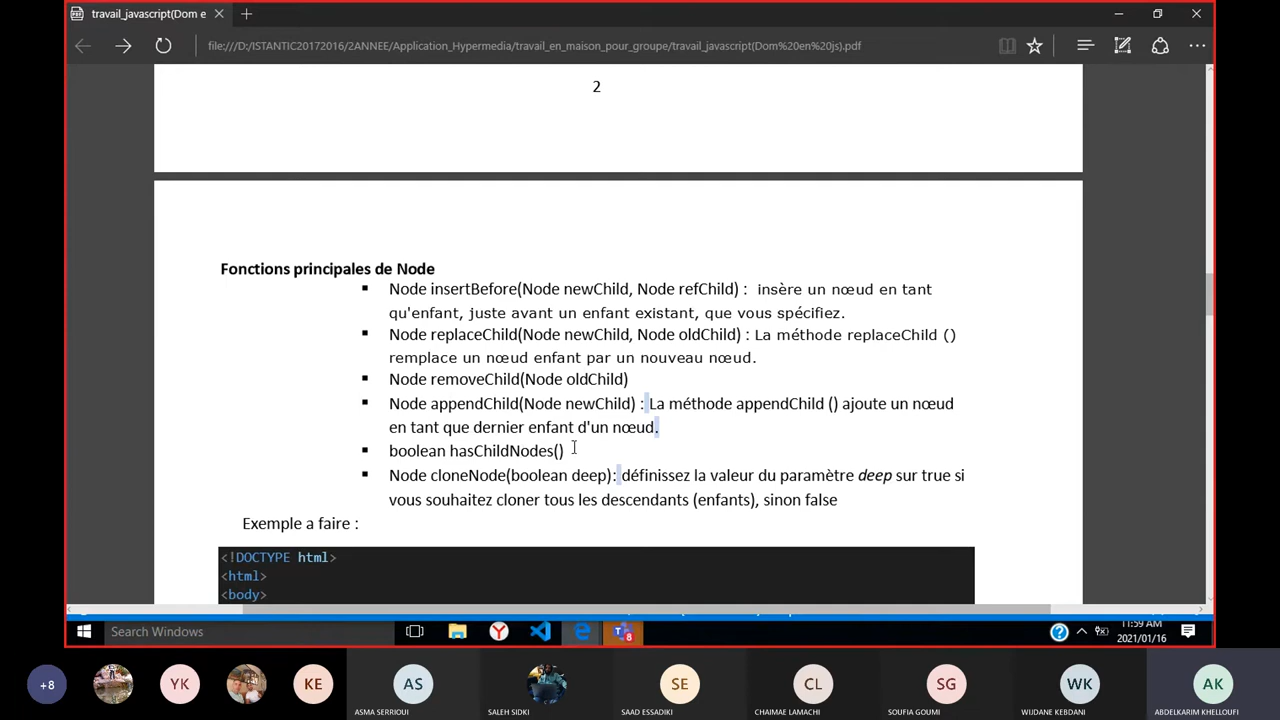 travail_javascript(Dom e
file:///D:/ISTANTIC20172016/2ANNEE/Application_Hypermedia/travail_en_maison_pour_groupe/travail_javascript(Dom%20en%20js).pdf
2
Fonctions principales de Node
▪ Node insertBefore(Node newChild, Node refChild) : insère un nœud en tant
qu'enfant, juste avant un enfant existant, que vous spécifiez.
▪ Node replaceChild(Node newChild, Node oldChild) : La méthode replaceChild ()
remplace un nœud enfant par un nouveau nœud.
▪ Node removeChild(Node oldChild)
▪ Node appendChild(Node newChild) : La méthode appendChild () ajoute un nœud
en tant que dernier enfant d'un nœud.
▪ boolean hasChildNodes()
▪ Node cloneNode(boolean deep): définissez la valeur du paramètre deep sur true si
vous souhaitez cloner tous les descendants (enfants), sinon false
Exemple a faire :
<!DOCTYPE html>
<html>
<body>
Search Windows
8
11:59 AM
2021/01/16
+8
YK
KE
AS
SE
CL
SG
WK
AK
ASMA SERRIOUI
SALEH SIDKI
SAAD ESSADIKI
CHAIMAE LAMACHI
SOUFIA GOUMI
WIJDANE KEBDANI
ABDELKARIM KHELLOUFI